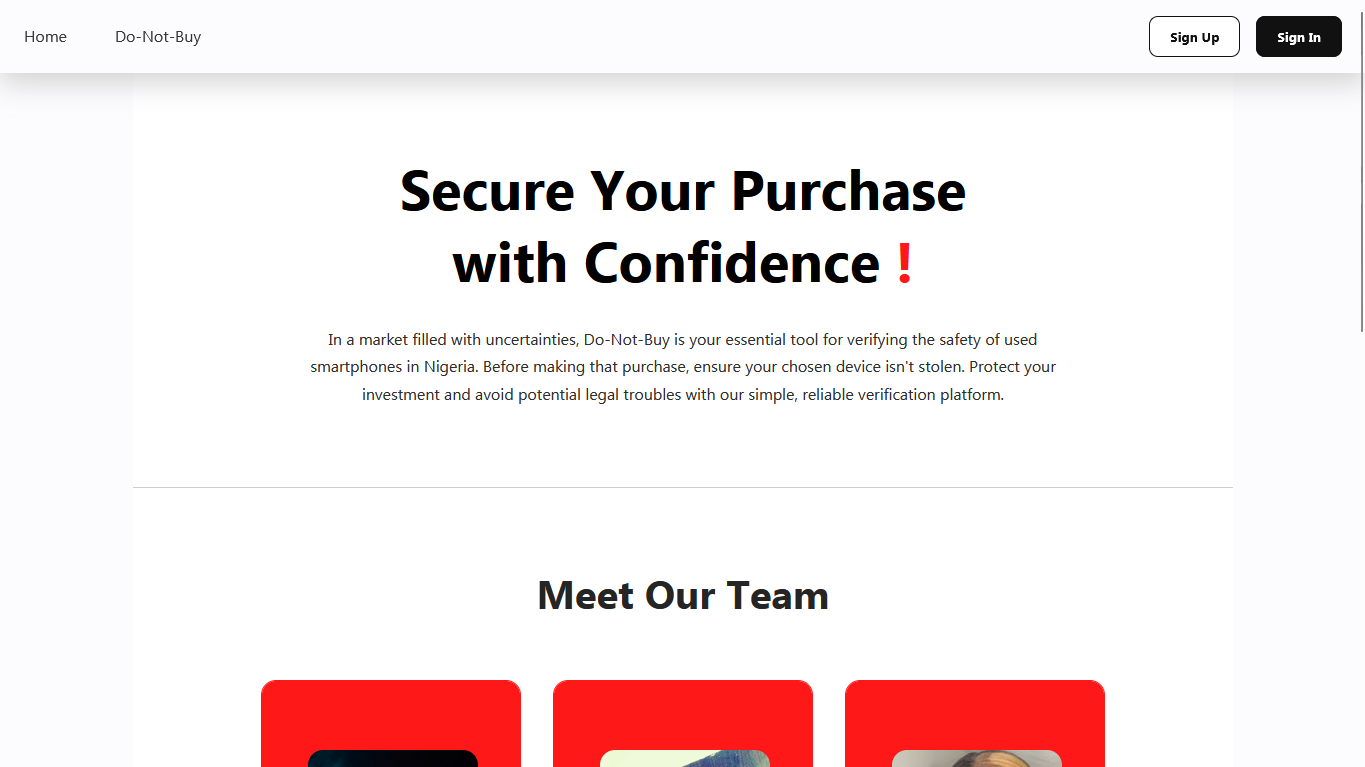 Home Do-Not-Buy Sign Up Sign In
Secure Your Purchase
with Confidence !
In a market filled with uncertainties, Do-Not-Buy is your essential tool for verifying the safety of used
smartphones in Nigeria. Before making that purchase, ensure your chosen device isn't stolen. Protect your
investment and avoid potential legal troubles with our simple, reliable verification platform.
Meet Our Team